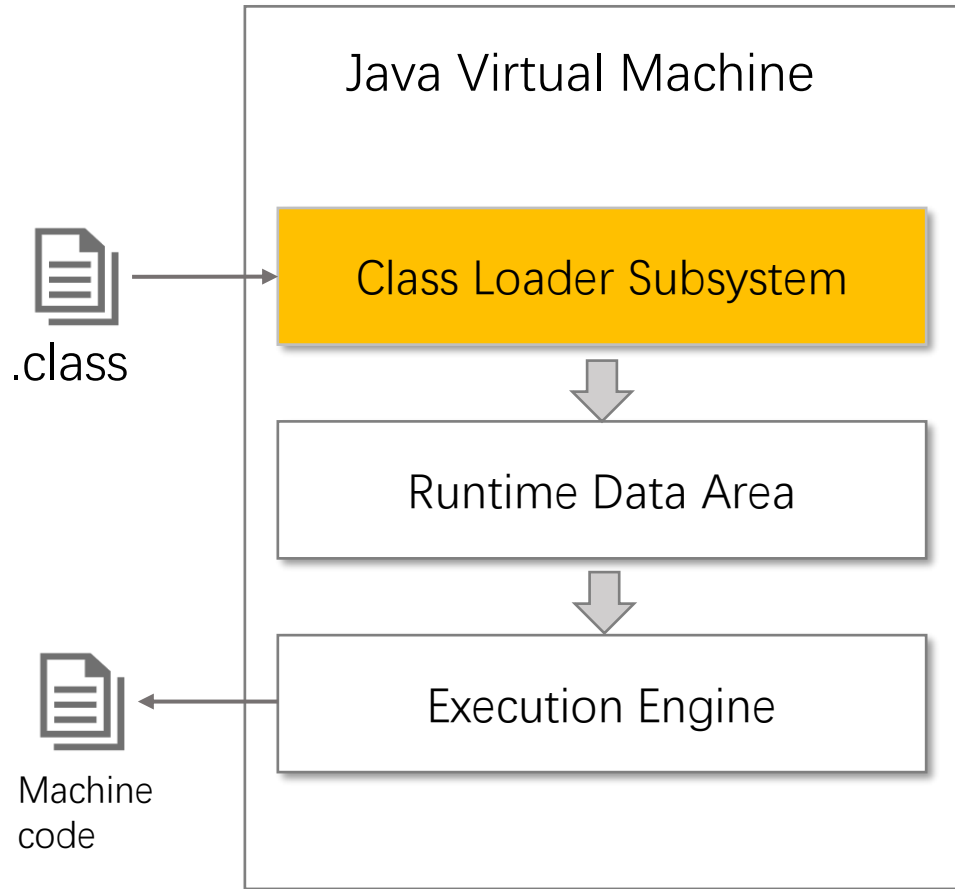 Java Virtual Machine
Class Loader Subsystem
.class
Runtime Data Area
Execution Engine
Machine
code